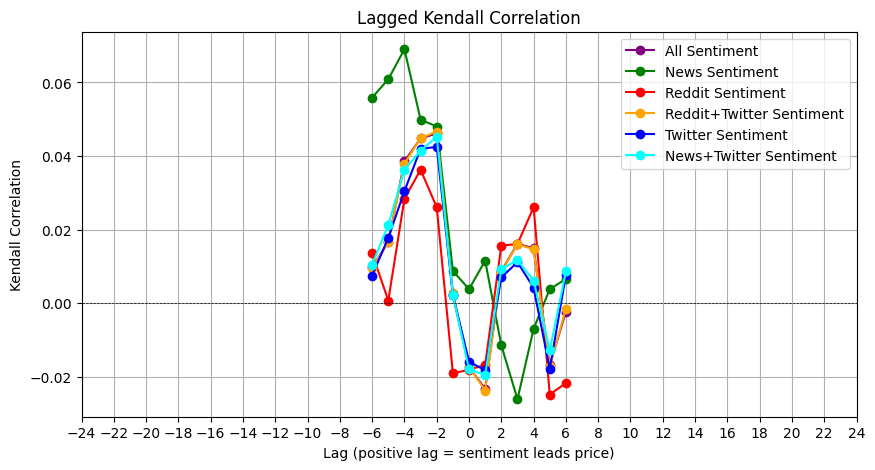 Lagged Kendall Correlation
All Sentiment
News Sentiment
Reddit Sentiment
Reddit+Twitter Sentiment
Twitter Sentiment
News+Twitter Sentiment
Kendall Correlation
0.06
0.04
0.02
0.00
−0.02
−24 −22 −20 −18 −16 −14 −12 −10 −8 −6 −4 −2 0 2 4 6 8 10 12 14 16 18 20 22 24
Lag (positive lag = sentiment leads price)